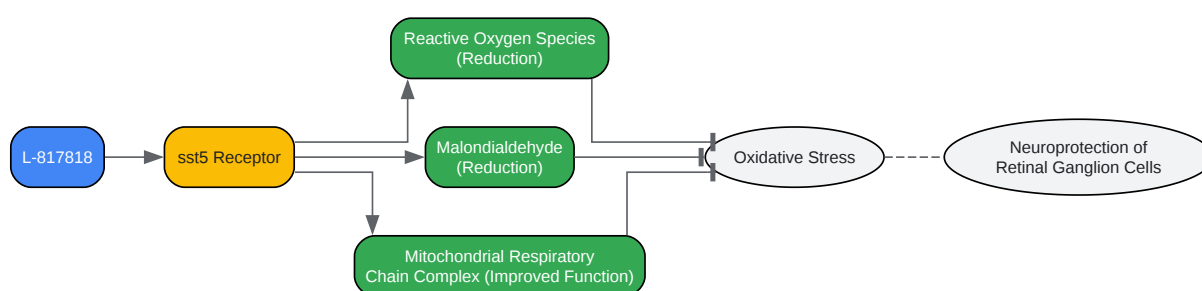 Reactive Oxygen Species
(Reduction)
L-817818
sst5 Receptor
Malondialdehyde
(Reduction)
Oxidative Stress
Neuroprotection of
Retinal Ganglion Cells
Mitochondrial Respiratory
Chain Complex (Improved Function)